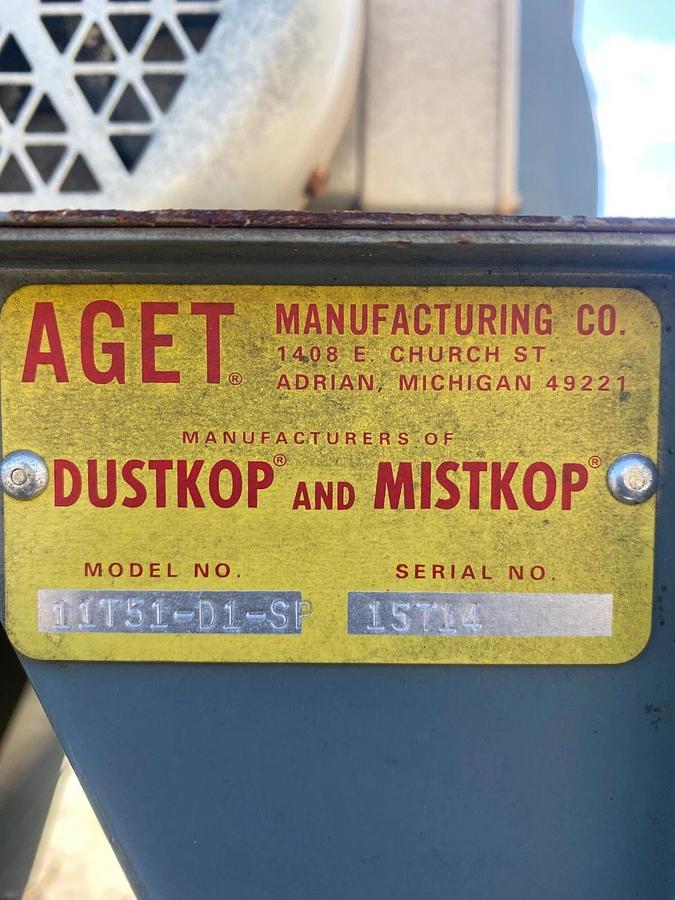 AGET® MANUFACTURING CO.
1408 E. CHURCH ST.
ADRIAN, MICHIGAN 49221
MANUFACTURERS OF
DUSTKOP® AND MISTKOP®
MODEL NO. SERIAL NO.
11T51-D1-SP 15714